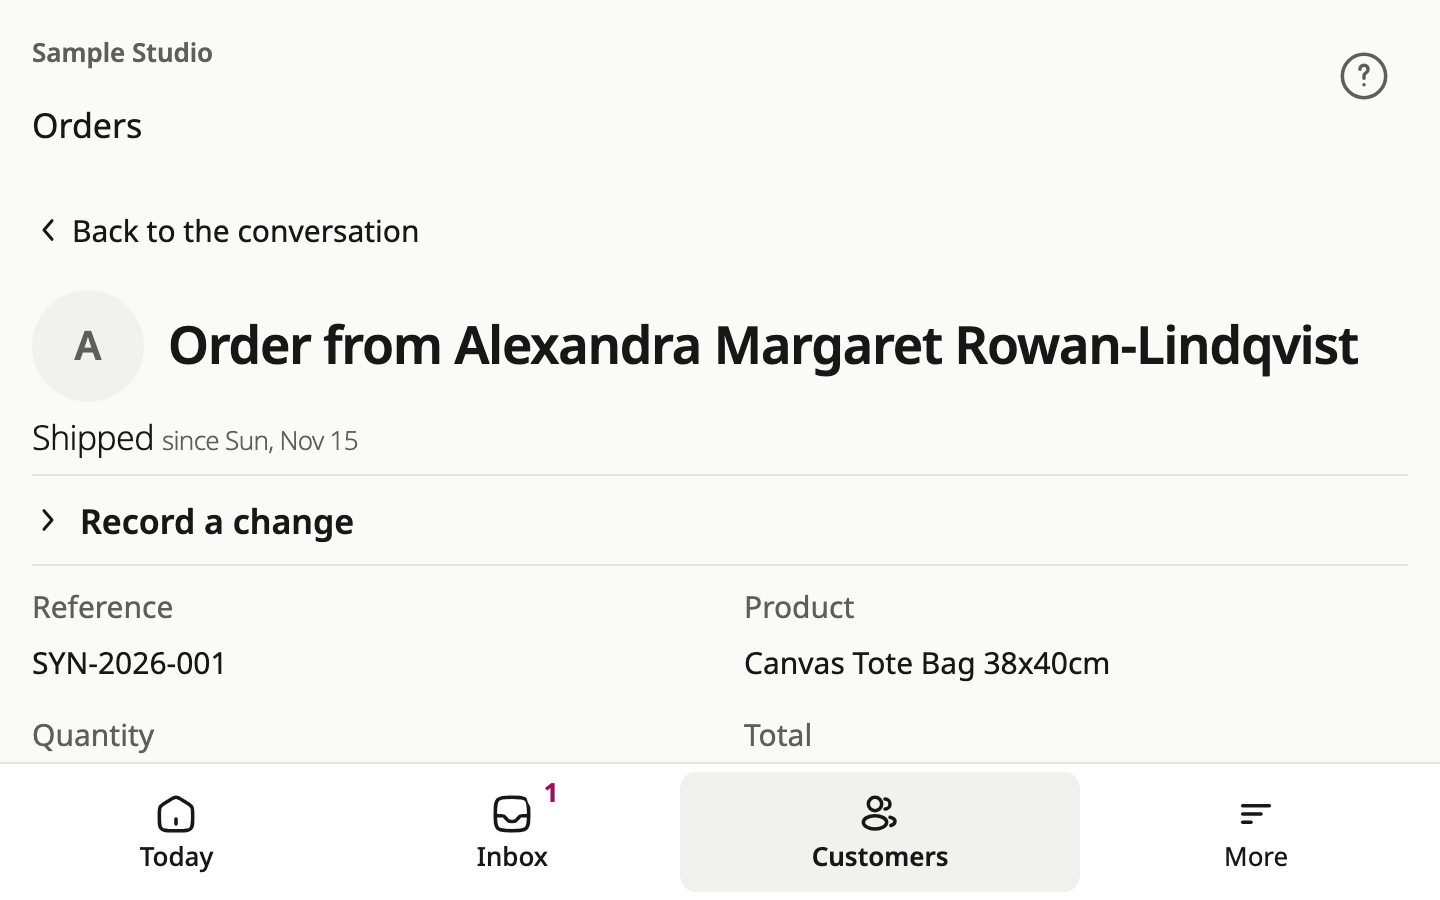 Sample Studio
Orders
Back to the conversation
A
Order from Alexandra Margaret Rowan-Lindqvist
Shipped since Sun, Nov 15
Record a change
Reference
Product
SYN-2026-001
Canvas Tote Bag 38x40cm
Quantity
Total
1
Today
Inbox
Customers
More